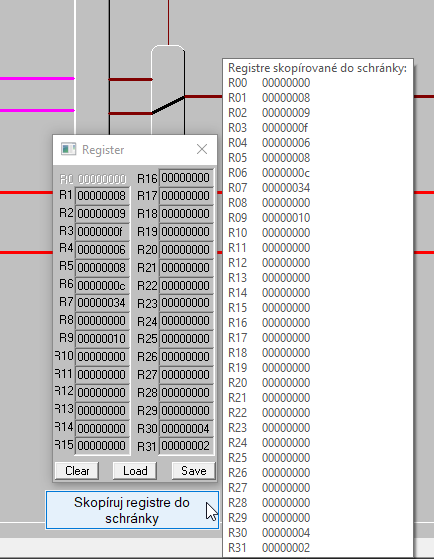 Register
R0 00000000 R16 00000000
R1 00000008 R17 00000000
R2 00000009 R18 00000000
R3 0000000f R19 00000000
R4 00000006 R20 00000000
R5 00000008 R21 00000000
R6 0000000c R22 00000000
R7 00000034 R23 00000000
R8 00000000 R24 00000000
R9 00000010 R25 00000000
R10 00000000 R26 00000000
R11 00000000 R27 00000000
R12 00000000 R28 00000000
R13 00000000 R29 00000000
R14 00000000 R30 00000004
R15 00000000 R31 00000002
Clear Load Save
Skopíruj registre do
schránky
Registre skopírované do schránky:
R00 00000000
R01 00000008
R02 00000009
R03 0000000f
R04 00000006
R05 00000008
R06 0000000c
R07 00000034
R08 00000000
R09 00000010
R10 00000000
R11 00000000
R12 00000000
R13 00000000
R14 00000000
R15 00000000
R16 00000000
R17 00000000
R18 00000000
R19 00000000
R20 00000000
R21 00000000
R22 00000000
R23 00000000
R24 00000000
R25 00000000
R26 00000000
R27 00000000
R28 00000000
R29 00000000
R30 00000004
R31 00000002